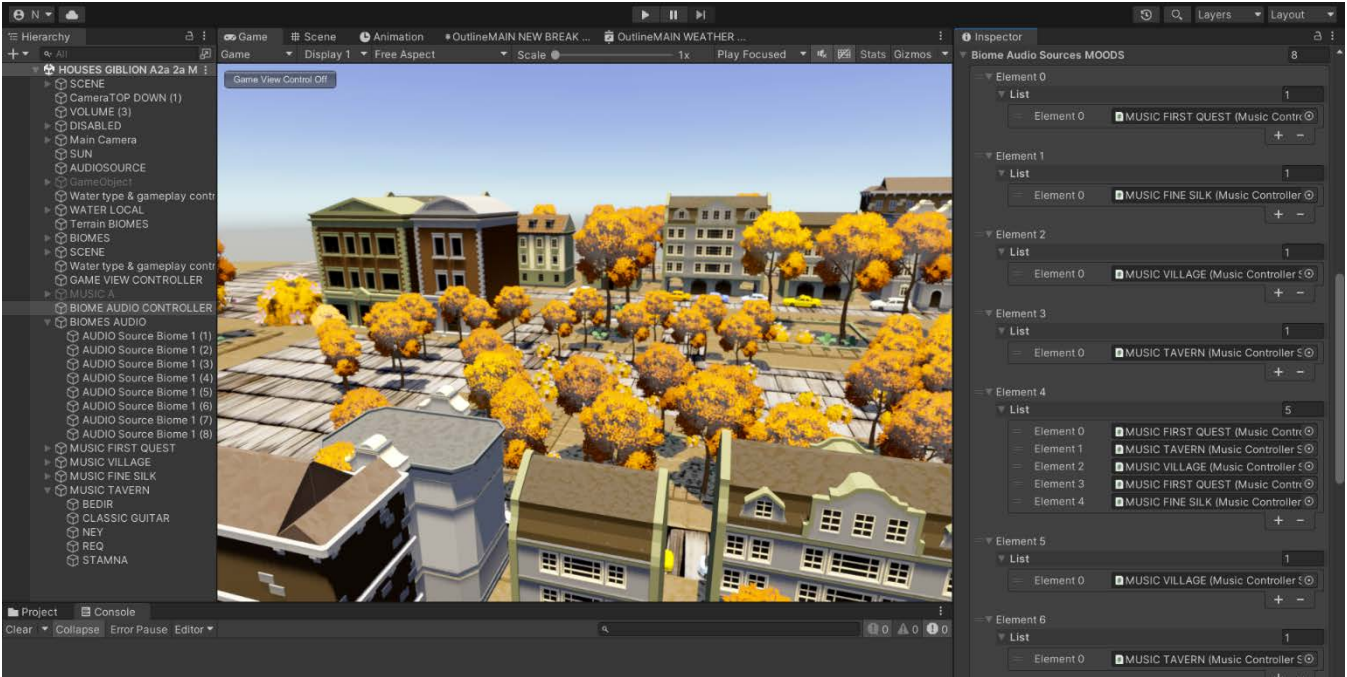 N
Layers
Layout
Hierarchy
All
HOUSES GIBLION A2a 2a M
SCENE
CameraTOP DOWN (1)
VOLUME (3)
DISABLED
Main Camera
SUN
AUDIOSOURCE
GameObject
Water type & gameplay contr
WATER LOCAL
Terrain BIOMES
BIOMES
SCENE
Water type & gameplay contr
GAME VIEW CONTROLLER
MUSIC A
BIOME AUDIO CONTROLLER
BIOMES AUDIO
AUDIO Source Biome 1 (1)
AUDIO Source Biome 1 (2)
AUDIO Source Biome 1 (3)
AUDIO Source Biome 1 (4)
AUDIO Source Biome 1 (5)
AUDIO Source Biome 1 (6)
AUDIO Source Biome 1 (7)
AUDIO Source Biome 1 (8)
MUSIC FIRST QUEST
MUSIC VILLAGE
MUSIC FINE SILK
MUSIC TAVERN
BEDIR
CLASSIC GUITAR
NEY
REQ
STAMNA
Game Scene Animation *OutlineMAIN NEW BREAK ... OutlineMAIN WEATHER ...
Game Display 1 Free Aspect Scale 1x Play Focused Stats Gizmos
Game View Control Off
Project Console
Clear Collapse Error Pause Editor 0 0 0
Inspector
Biome Audio Sources MOODS 8
Element 0
List 1
Element 0 MUSIC FIRST QUEST (Music Contro
Element 1
List 1
Element 0 MUSIC FINE SILK (Music Controller
Element 2
List 1
Element 0 MUSIC VILLAGE (Music Controller S
Element 3
List 1
Element 0 MUSIC TAVERN (Music Controller S
Element 4
List 5
Element 0 MUSIC FIRST QUEST (Music Contro
Element 1 MUSIC TAVERN (Music Controller S
Element 2 MUSIC VILLAGE (Music Controller S
Element 3 MUSIC FIRST QUEST (Music Contro
Element 4 MUSIC FINE SILK (Music Controller
Element 5
List 1
Element 0 MUSIC VILLAGE (Music Controller S
Element 6
List 1
Element 0 MUSIC TAVERN (Music Controller S